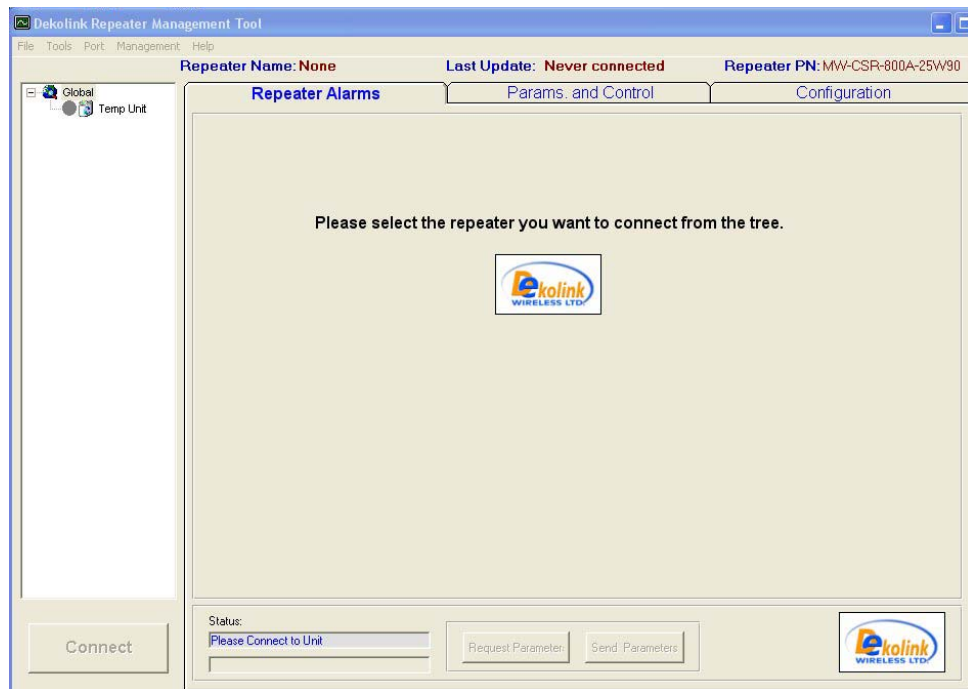 Dekolink Repeater Management Tool
File Tools Port Management Help
Repeater Name: None Last Update: Never connected Repeater PN: MW-CSR-800A-25W90
Global
Temp Unit
Repeater Alarms Params. and Control Configuration
Please select the repeater you want to connect from the tree.
Dekolink
WIRELESS LTD.
Connect
Status:
Please Connect to Unit
Request Parameter Send Parameters
Dekolink
WIRELESS LTD.